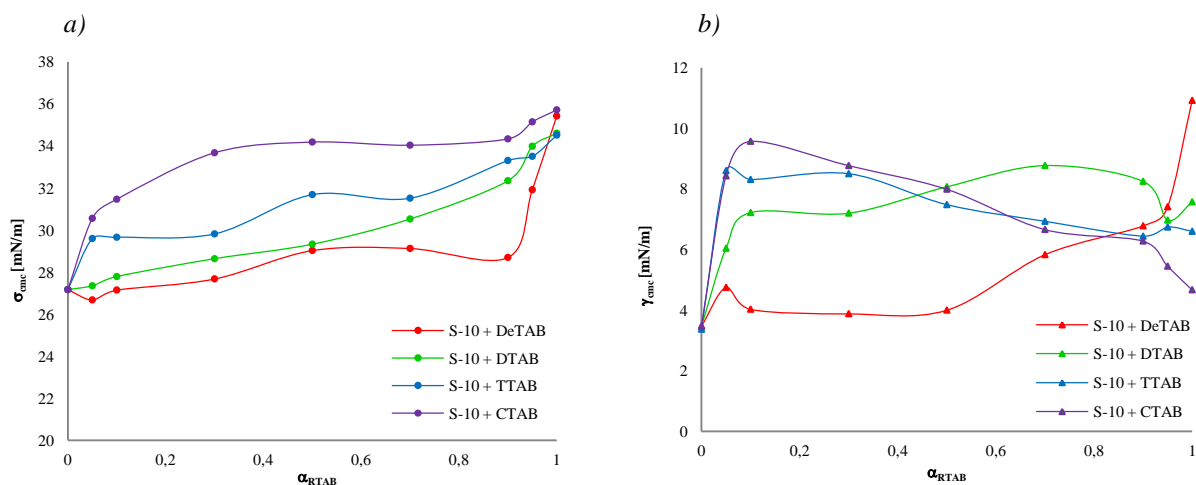 a)
38
36
34
32
30
28
26
24
22
20
σcmc [mN/m]
0
0,2
0,4
0,6
0,8
1
αRTAB
S-10 + DeTAB
S-10 + DTAB
S-10 + TTAB
S-10 + CTAB
b)
12
10
8
6
4
2
0
γcmc [mN/m]
0
0,2
0,4
0,6
0,8
1
αRTAB
S-10 + DeTAB
S-10 + DTAB
S-10 + TTAB
S-10 + CTAB